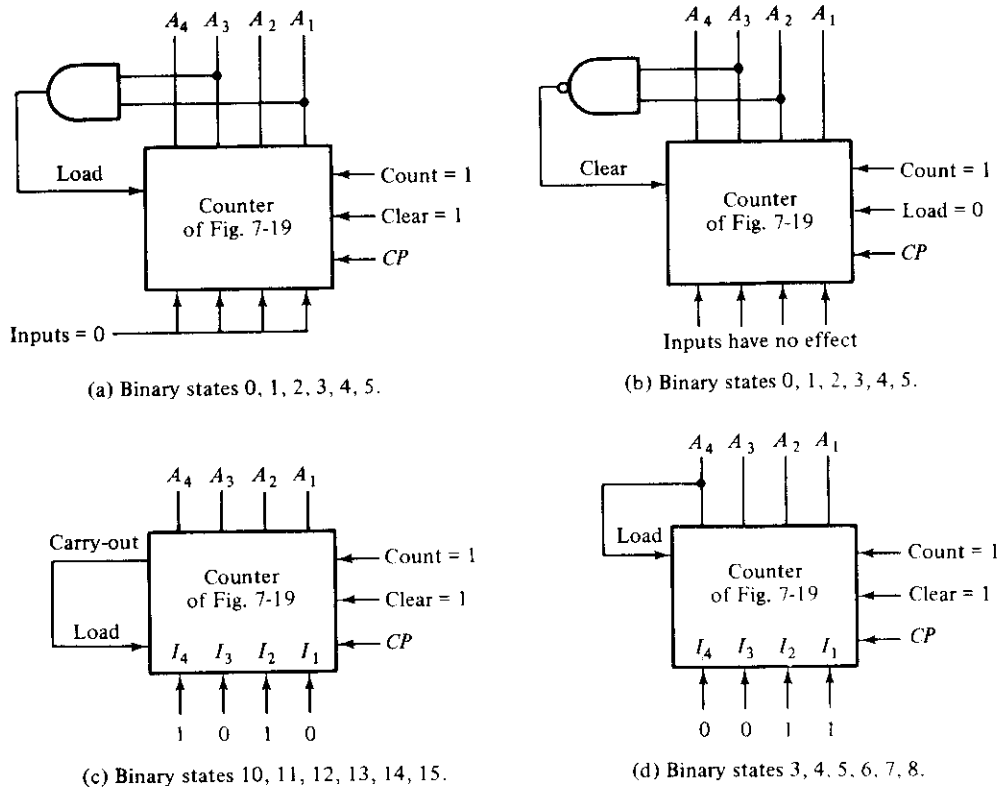 A4 A3 A2 A1
Load
Counter
of Fig. 7-19
Count = 1
Clear = 1
CP
Inputs = 0
(a) Binary states 0, 1, 2, 3, 4, 5.
A4 A3 A2 A1
Clear
Counter
of Fig. 7-19
Count = 1
Load = 0
CP
Inputs have no effect
(b) Binary states 0, 1, 2, 3, 4, 5.
A4 A3 A2 A1
Carry-out
Counter
of Fig. 7-19
Load
I4 I3 I2 I1
Count = 1
Clear = 1
CP
1 0 1 0
(c) Binary states 10, 11, 12, 13, 14, 15.
A4 A3 A2 A1
Load
Counter
of Fig. 7-19
I4 I3 I2 I1
Count = 1
Clear = 1
CP
0 0 1 1
(d) Binary states 3, 4, 5, 6, 7, 8.